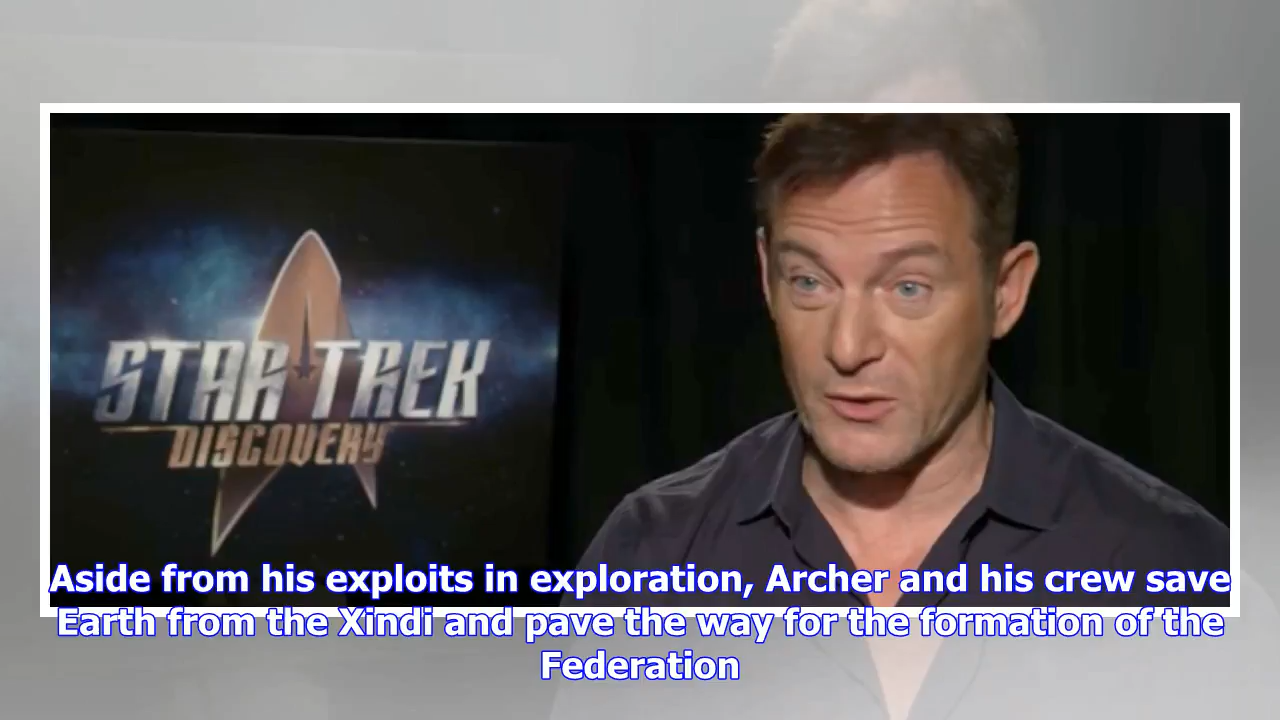 STAR TREK
DISCOVERY
Aside from his exploits in exploration, Archer and his crew save
Earth from the Xindi and pave the way for the formation of the
Federation